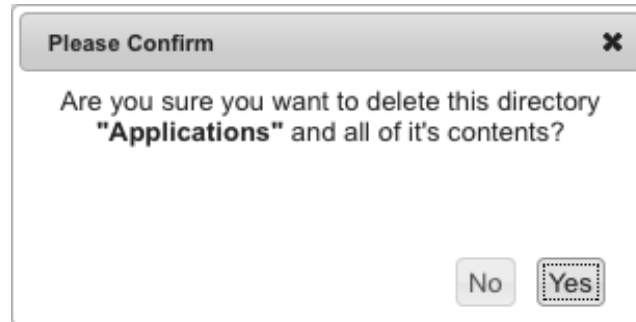 Please Confirm
Are you sure you want to delete this directory
"Applications" and all of it's contents?
No Yes